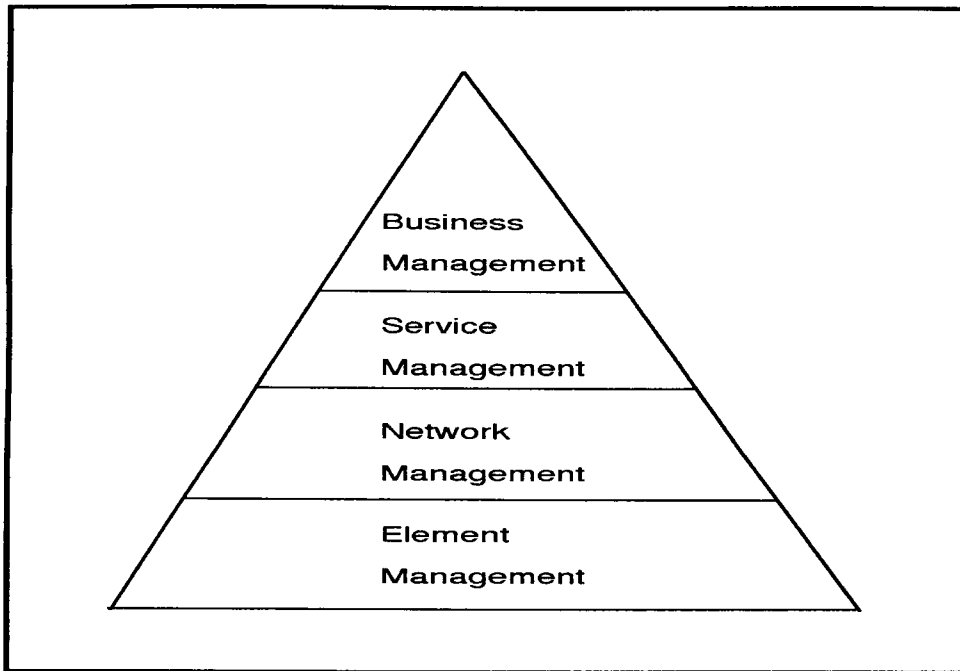 Business
Management
Service
Management
Network
Management
Element
Management